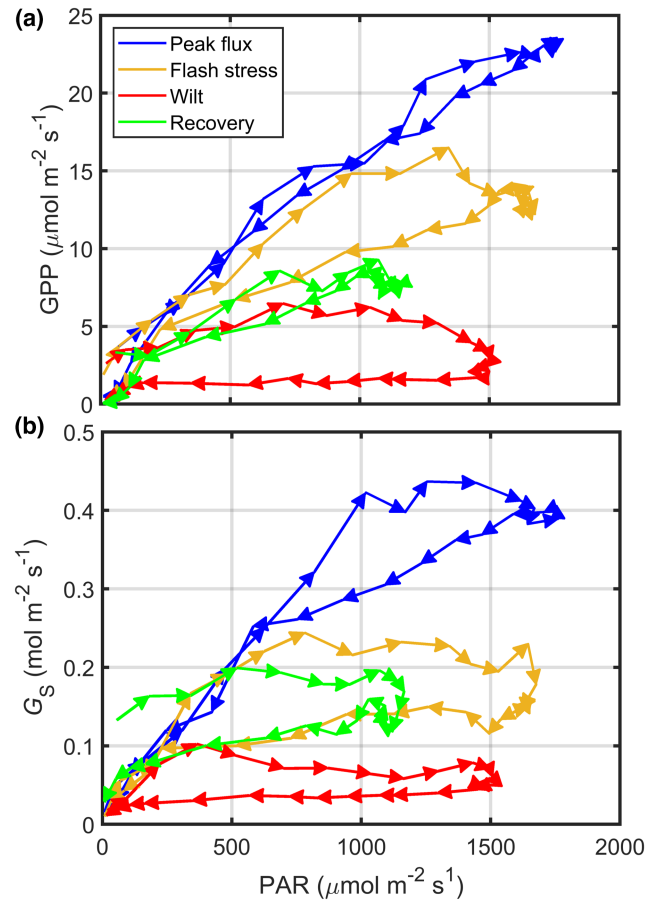 (a)
25
20
15
10
5
0
GPP (μmol m-2 s-1)
Peak flux
Flash stress
Wilt
Recovery
(b)
0.5
0.4
0.3
0.2
0.1
0
GS (mol m-2 s-1)
0 500 1000 1500 2000
PAR (μmol m-2 s1)